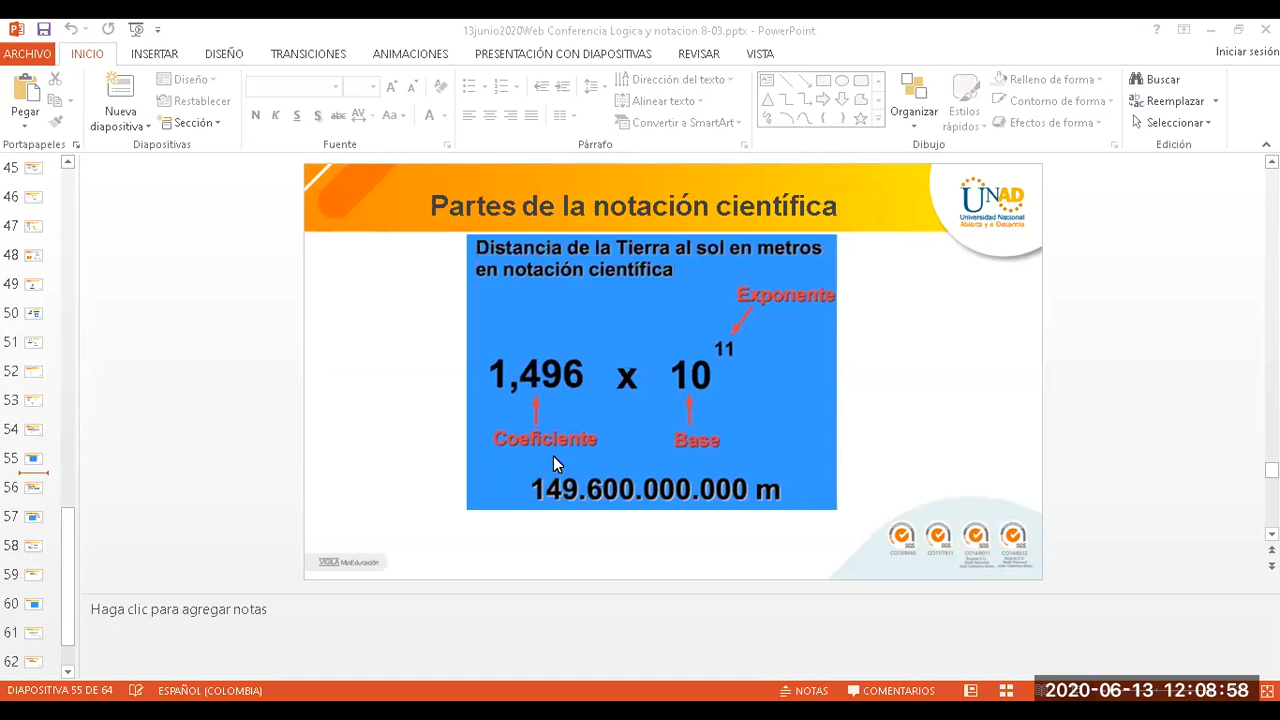 13junio2020Web Conferencia Logica y notacion 8-03.pptx - PowerPoint
ARCHIVO INICIO INSERTAR DISEÑO TRANSICIONES ANIMACIONES PRESENTACIÓN CON DIAPOSITIVAS REVISAR VISTA
Iniciar sesión
Pegar
Portapapeles
Nueva
diapositiva
Diseño
Restablecer
Sección
Diapositivas
N K S S abc AV Aa A
Fuente
Dirección del texto
Alinear texto
Convertir a SmartArt
Párrafo
Organizar
Estilos
rápidos
Relleno de forma
Contorno de forma
Efectos de forma
Dibujo
Buscar
Reemplazar
Seleccionar
Edición
45
46
47
48
49
50
51
52
53
54
55
56
57
58
59
60
61
62
Partes de la notación científica
UNAD
Universidad Nacional
Abierta y a Distancia
Distancia de la Tierra al sol en metros
en notación científica
Exponente
1,496 x 10 11
Coeficiente Base
149.600.000.000 m
VIGILADA MinEducación
Haga clic para agregar notas
DIAPOSITIVA 55 DE 64 ESPAÑOL (COLOMBIA) NOTAS COMENTARIOS
2020-06-13 12:08:58